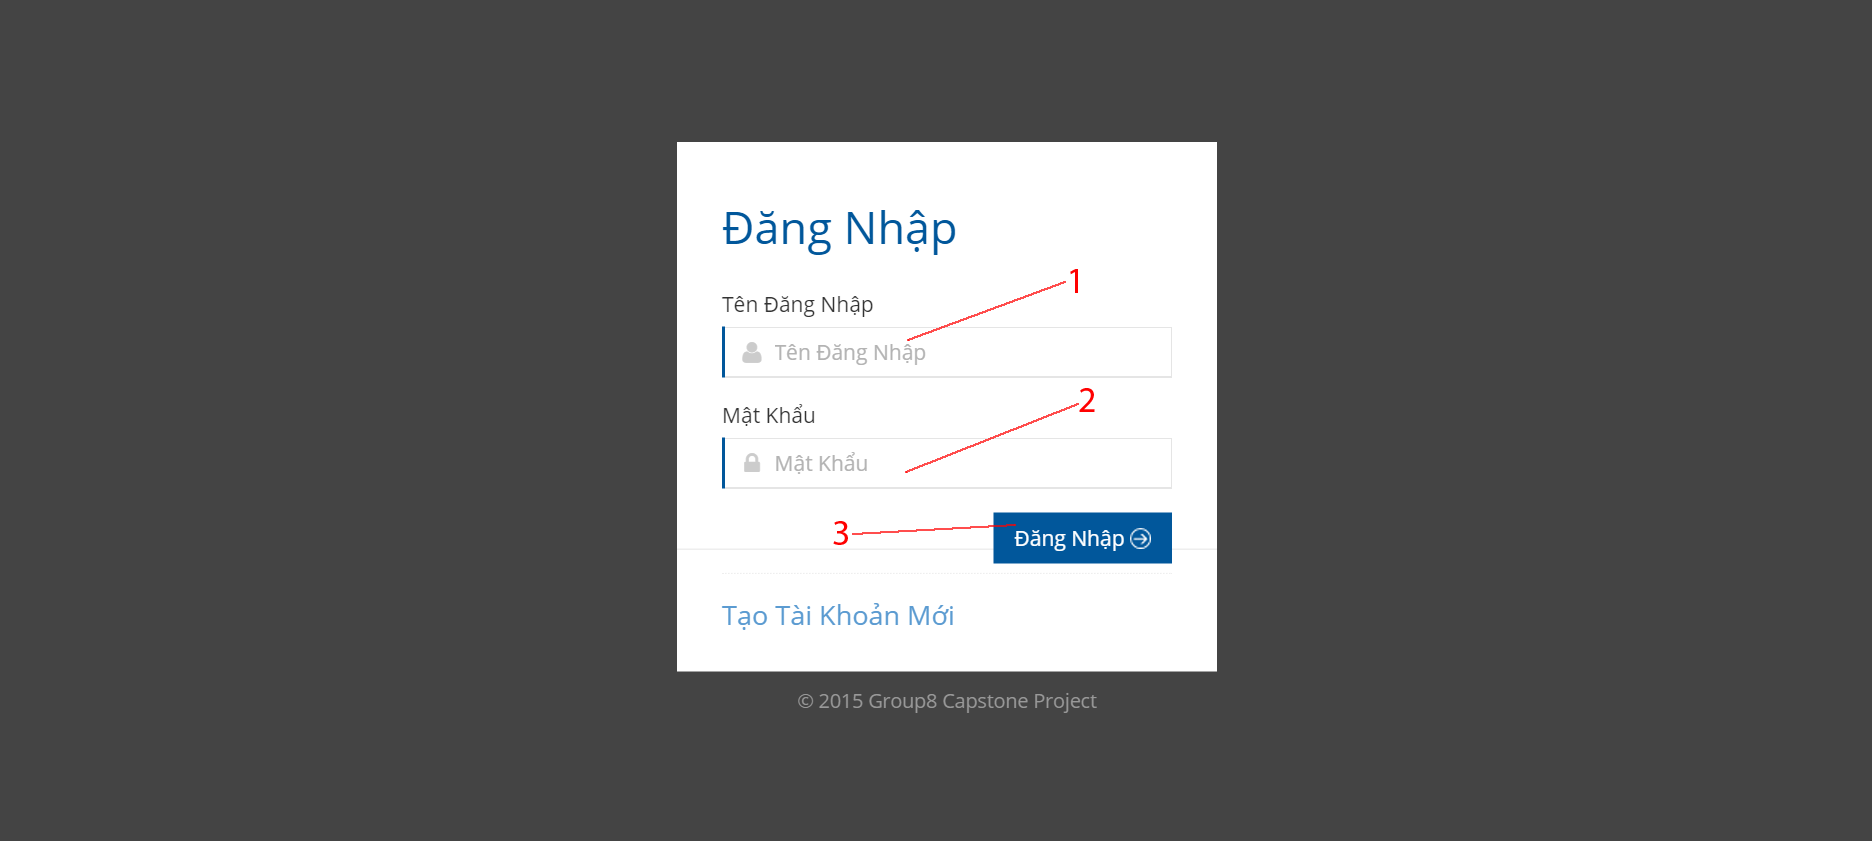 Đăng Nhập
1
Tên Đăng Nhập
Tên Đăng Nhập
2
Mật Khẩu
Mật Khẩu
3
Đăng Nhập
Tạo Tài Khoản Mới
© 2015 Group8 Capstone Project